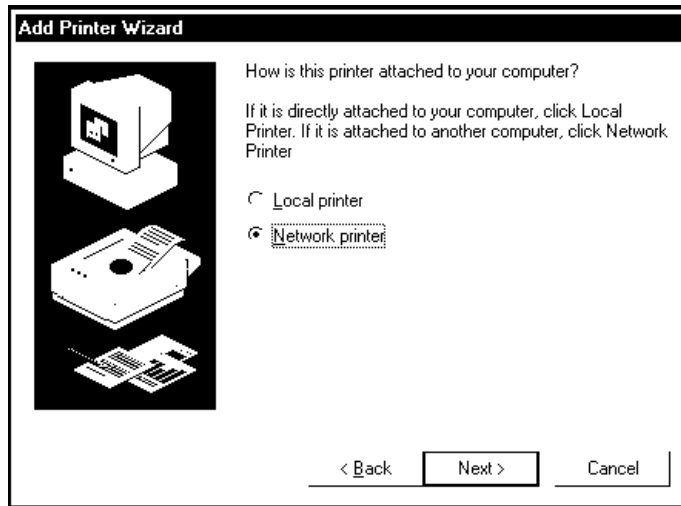 Add Printer Wizard
How is this printer attached to your computer?
If it is directly attached to your computer, click Local
Printer. If it is attached to another computer, click Network
Printer
Local printer
Network printer
< Back
Next >
Cancel